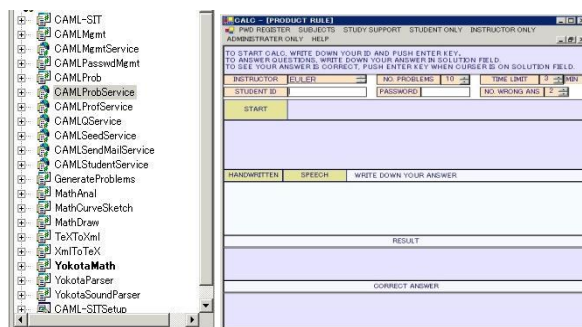 CAML-SIT
CAMLMgmt
CAMLMgmtService
CAMLPasswdMgmt
CAMLProb
CAMLProbService
CAMLProfService
CAMLQService
CAMLSeedService
CAMLSendMailService
CAMLStudentService
GenerateProblems
MathAnal
MathCurveSketch
MathDraw
TeXToXml
XmlToTeX
YokotaMath
YokotaParser
YokotaSoundParser
CAML-SITSetup
CALC - [PRODUCT RULE]
PWD REGISTER SUBJECTS STUDY SUPPORT STUDENT ONLY INSTRUCTOR ONLY
ADMINISTRATER ONLY HELP
TO START CALC, WRITE DOWN YOUR ID AND PUSH ENTER KEY.
TO ANSWER QUESTIONS, WRITE DOWN YOUR ANSWER IN SOLUTION FIELD.
TO SEE YOUR ANSWER IS CORRECT, PUSH ENTER KEY WHEN CURSER IS ON SOLUTION FIELD.
INSTRUCTOR EULER NO. PROBLEMS 10 TIME LIMIT 3 MIN
STUDENT ID PASSWORD NO. WRONG ANS 2
START
HANDWRITTEN SPEECH WRITE DOWN YOUR ANSWER
RESULT
CORRECT ANSWER